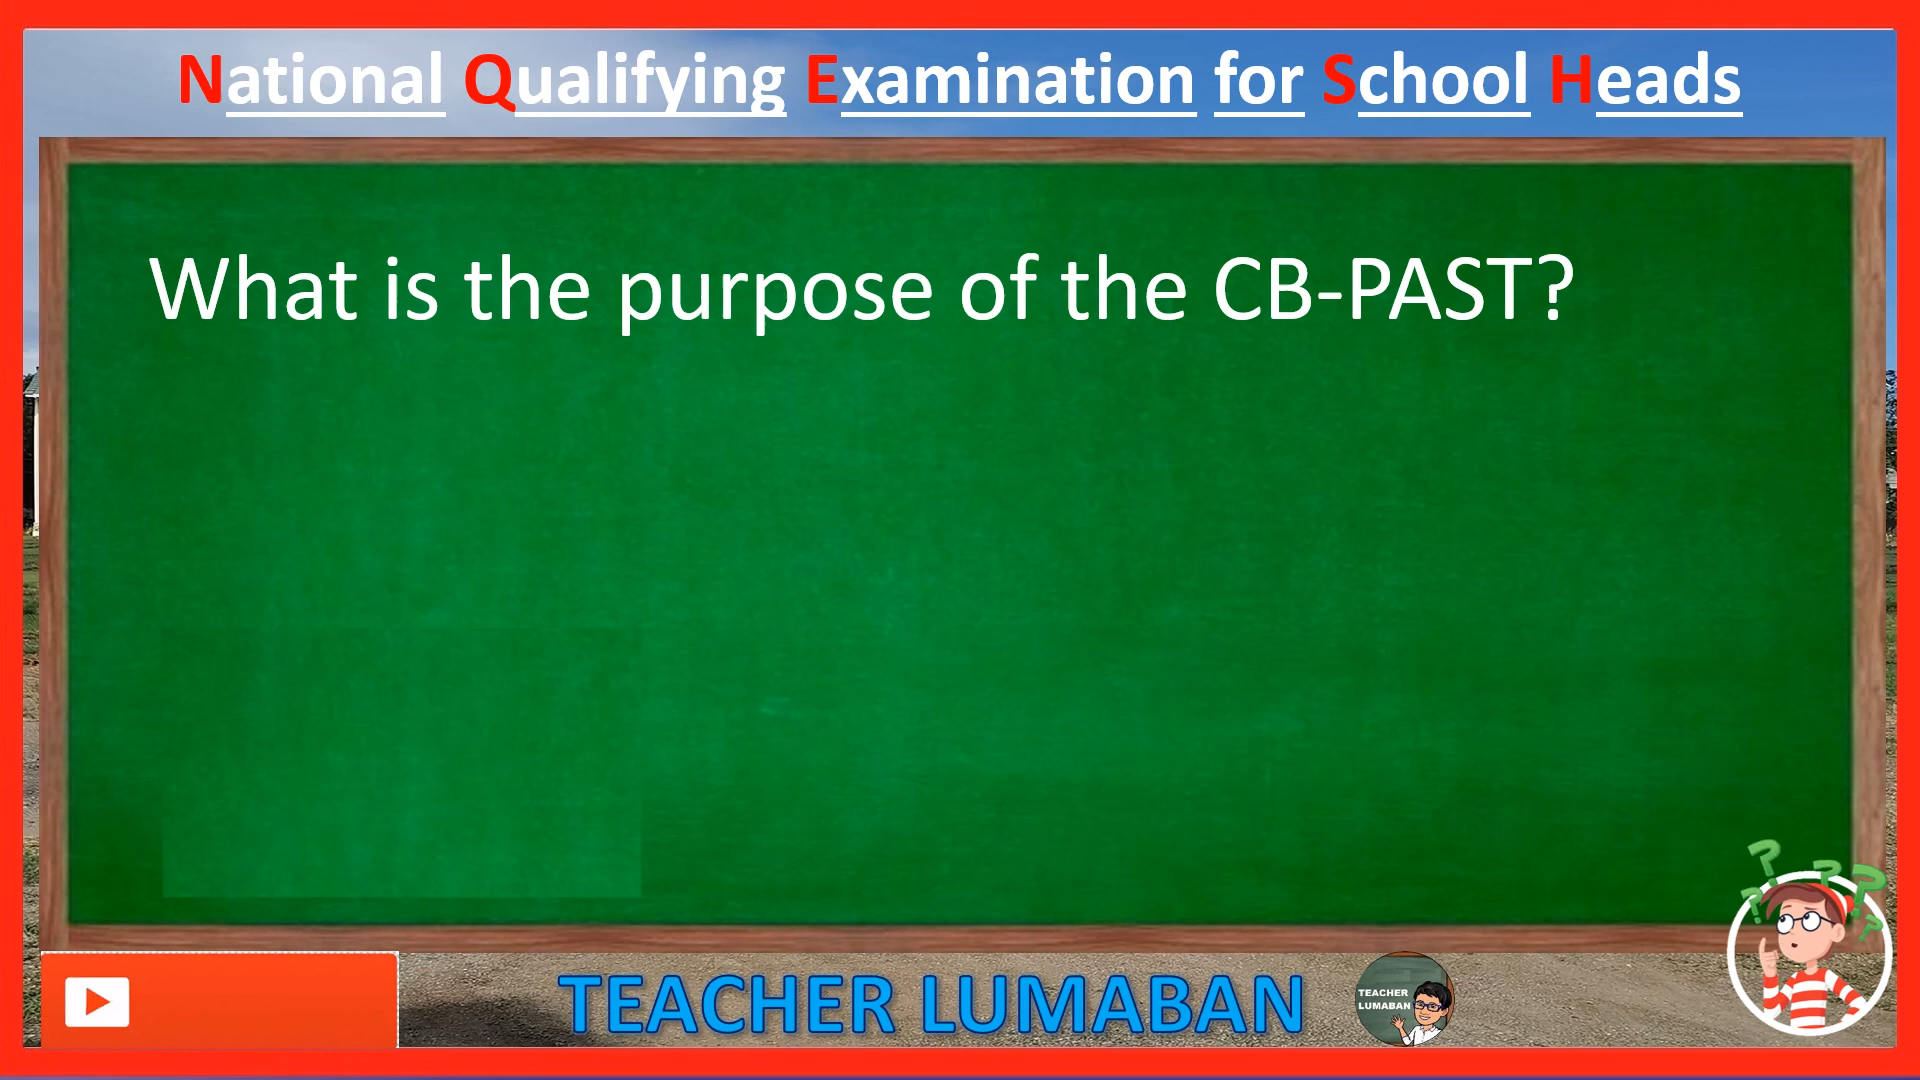 National Qualifying Examination for School Heads
What is the purpose of the CB-PAST?
TEACHER LUMABAN
TEACHER
LUMABAN